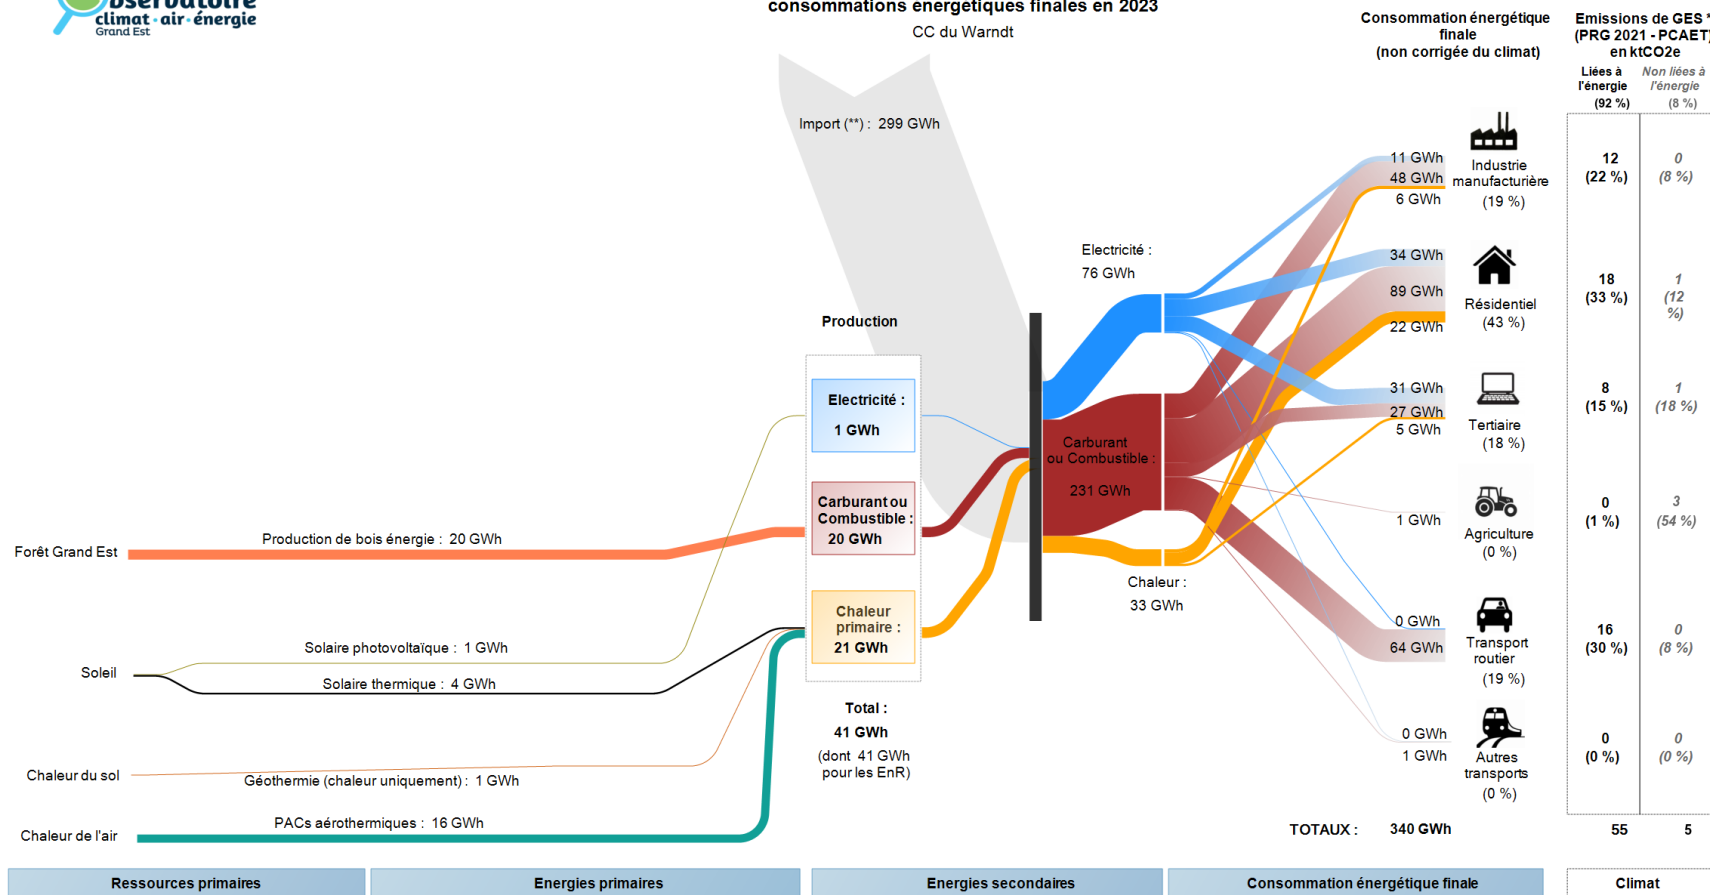 Observatoire
climat · air · énergie
Grand Est
consommations énergétiques finales en 2023
CC du Warndt
Consommation énergétique
finale
(non corrigée du climat)
Emissions de GES *
(PRG 2021 - PCAET)
en ktCO2e
Liées à
l'énergie
(92 %)
Non liées à
l'énergie
(8 %)
Import (**) : 299 GWh
11 GWh
48 GWh
6 GWh
Industrie
manufacturière
(19 %)
12
(22 %)
0
(8 %)
Electricité :
76 GWh
34 GWh
89 GWh
22 GWh
Résidentiel
(43 %)
18
(33 %)
1
(12
%)
Production
Electricité :
1 GWh
31 GWh
27 GWh
5 GWh
Tertiaire
(18 %)
8
(15 %)
1
(18 %)
Carburant
ou Combustible :
231 GWh
Carburant ou
Combustible :
20 GWh
1 GWh
Agriculture
(0 %)
0
(1 %)
3
(54 %)
Forêt Grand Est
Production de bois énergie : 20 GWh
Chaleur :
33 GWh
Chaleur
primaire :
21 GWh
0 GWh
64 GWh
Transport
routier
(19 %)
16
(30 %)
0
(8 %)
Soleil
Solaire photovoltaïque : 1 GWh
Solaire thermique : 4 GWh
Total :
41 GWh
(dont 41 GWh
pour les EnR)
0 GWh
1 GWh
Autres
transports
(0 %)
0
(0 %)
0
(0 %)
Chaleur du sol
Géothermie (chaleur uniquement) : 1 GWh
Chaleur de l'air
PACs aérothermiques : 16 GWh
TOTAUX : 340 GWh
55
5
Ressources primaires
Energies primaires
Energies secondaires
Consommation énergétique finale
Climat